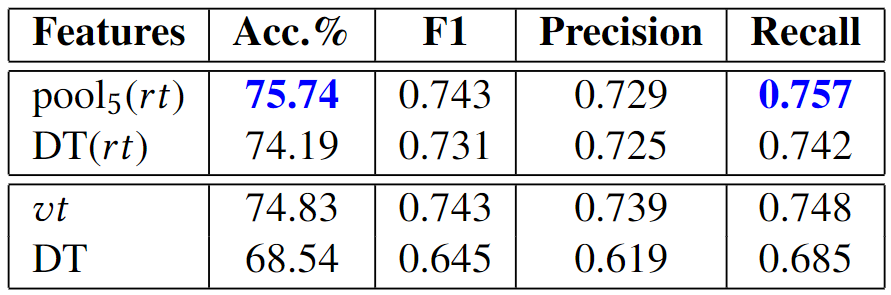 Features Acc.% F1 Precision Recall
pool₅(rt) 75.74 0.743 0.729 0.757
DT(rt) 74.19 0.731 0.725 0.742
vt 74.83 0.743 0.739 0.748
DT 68.54 0.645 0.619 0.685